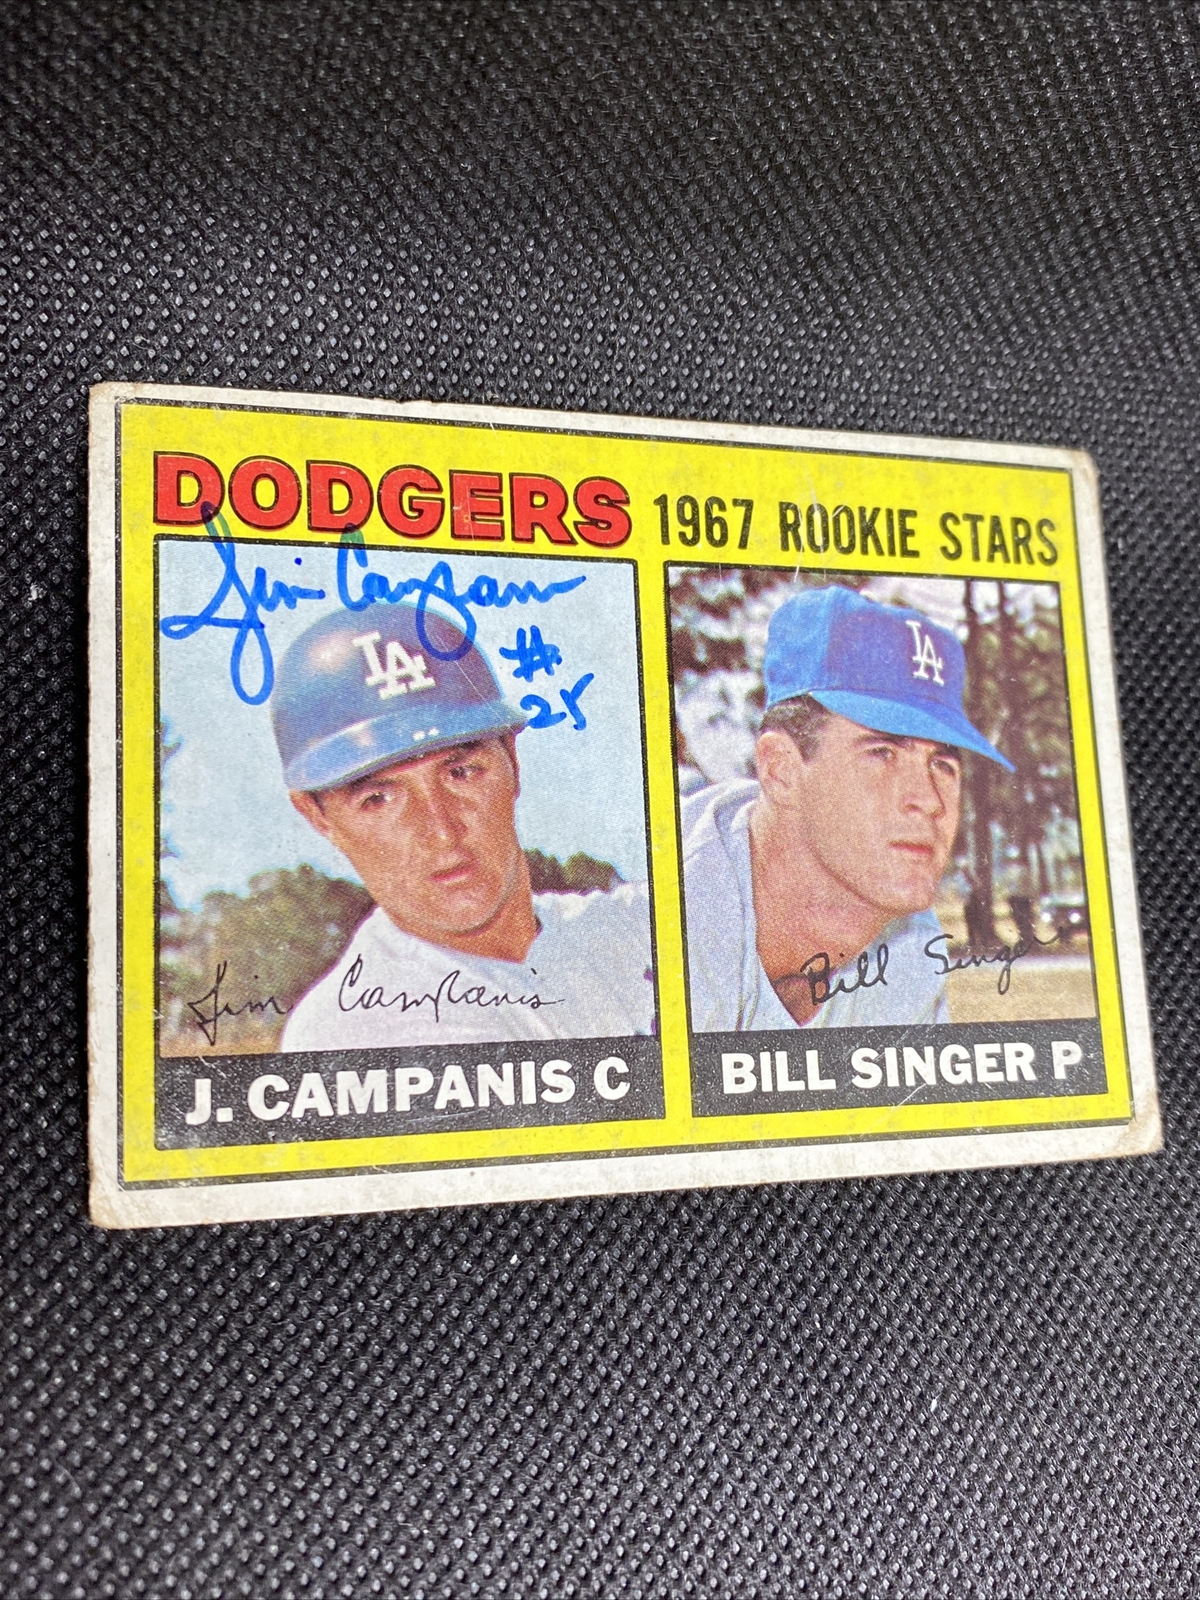 DODGERS 1967 ROOKIE STARS
Jim Campanis
#
25
LA
LA
Jim Campanis
Bill Singer
J. CAMPANIS C
BILL SINGER P